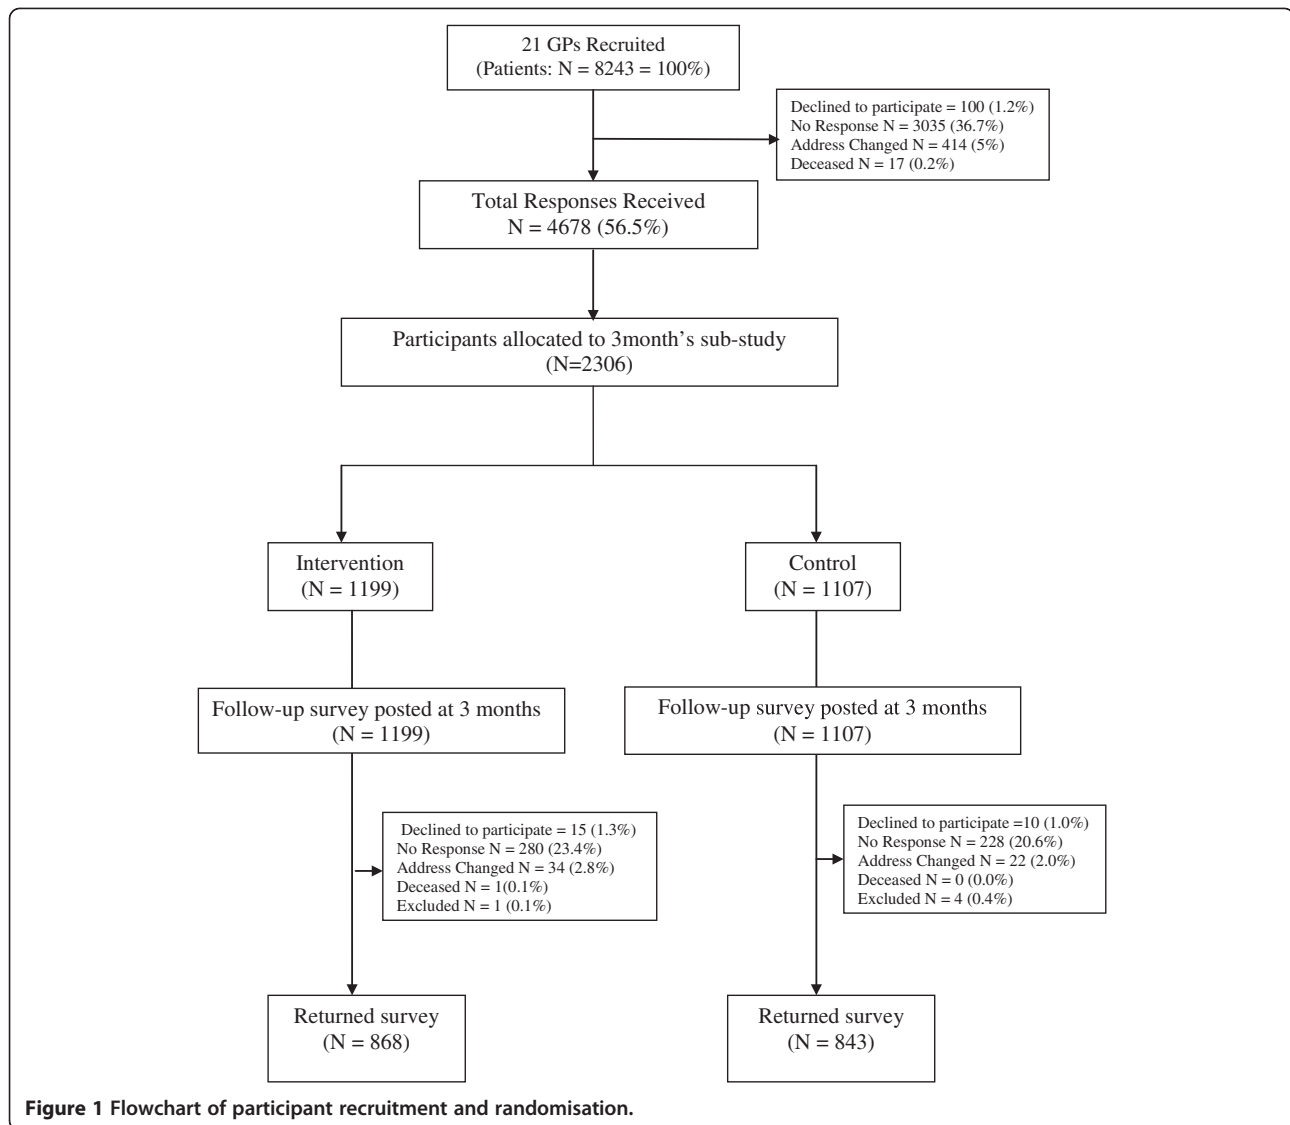 21 GPs Recruited
(Patients: N = 8243 = 100%)
Declined to participate = 100 (1.2%)
No Response N = 3035 (36.7%)
Address Changed N = 414 (5%)
Deceased N = 17 (0.2%)
Total Responses Received
N = 4678 (56.5%)
Participants allocated to 3month's sub-study
(N=2306)
Intervention
(N = 1199)
Control
(N = 1107)
Follow-up survey posted at 3 months
(N = 1199)
Follow-up survey posted at 3 months
(N = 1107)
Declined to participate = 15 (1.3%)
No Response N = 280 (23.4%)
Address Changed N = 34 (2.8%)
Deceased N = 1(0.1%)
Excluded N = 1 (0.1%)
Declined to participate =10 (1.0%)
No Response N = 228 (20.6%)
Address Changed N = 22 (2.0%)
Deceased N = 0 (0.0%)
Excluded N = 4 (0.4%)
Returned survey
(N = 868)
Returned survey
(N = 843)
Figure 1 Flowchart of participant recruitment and randomisation.